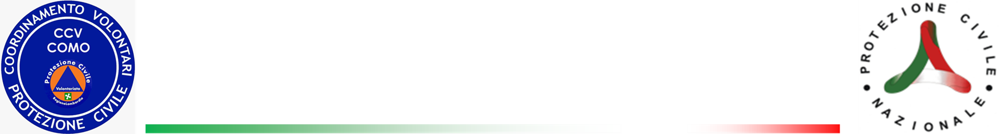 COORDINAMENTO VOLONTARI
PROTEZIONE CIVILE
CCV
COMO
Protezione Civile
Volontariato
RegioneLombardia
PROTEZIONE CIVILE
• NAZIONALE •